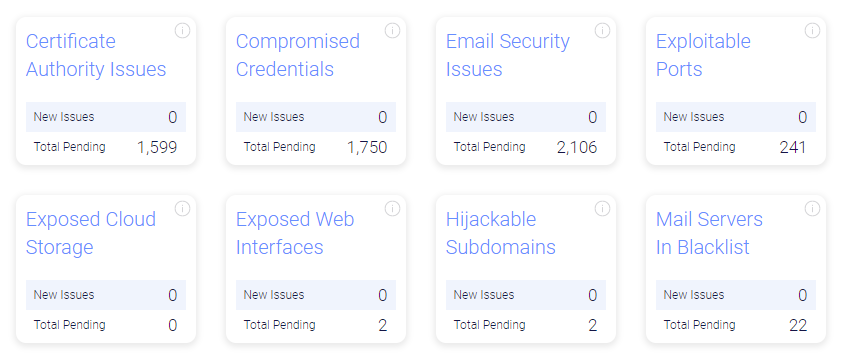 Certificate
Authority Issues
New Issues 0
Total Pending 1,599
Compromised
Credentials
New Issues 0
Total Pending 1,750
Email Security
Issues
New Issues 0
Total Pending 2,106
Exploitable
Ports
New Issues 0
Total Pending 241
Exposed Cloud
Storage
New Issues 0
Total Pending 0
Exposed Web
Interfaces
New Issues 0
Total Pending 2
Hijackable
Subdomains
New Issues 0
Total Pending 2
Mail Servers
In Blacklist
New Issues 0
Total Pending 22